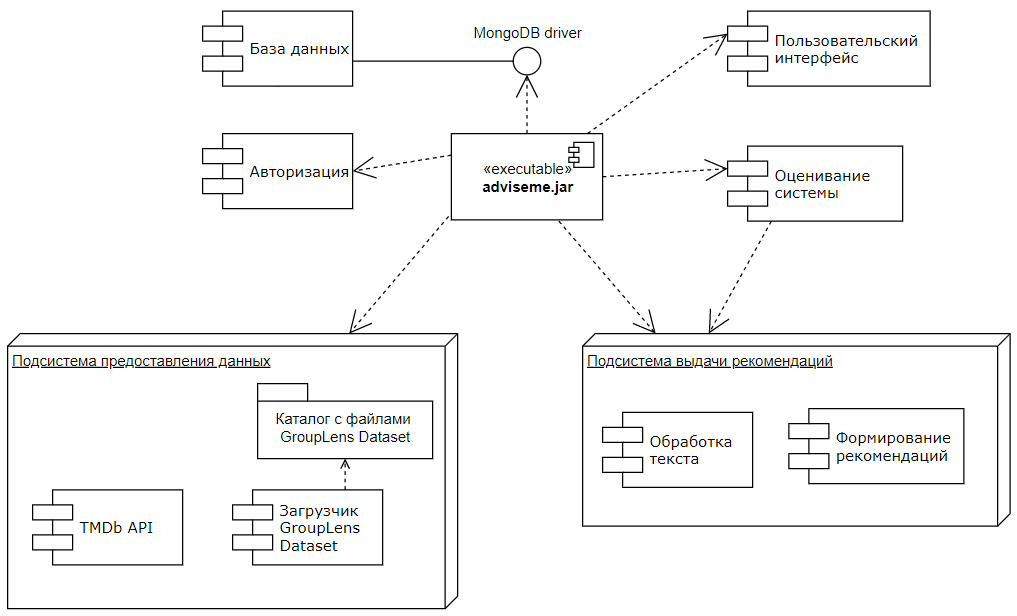 MongoDB driver
База данных
Пользовательский
интерфейс
Авторизация
«executable»
adviseme.jar
Оценивание
системы
Подсистема предоставления данных
Каталог с файлами
GroupLens Dataset
TMDb API
Загрузчик
GroupLens
Dataset
Подсистема выдачи рекомендаций
Обработка
текста
Формирование
рекомендаций